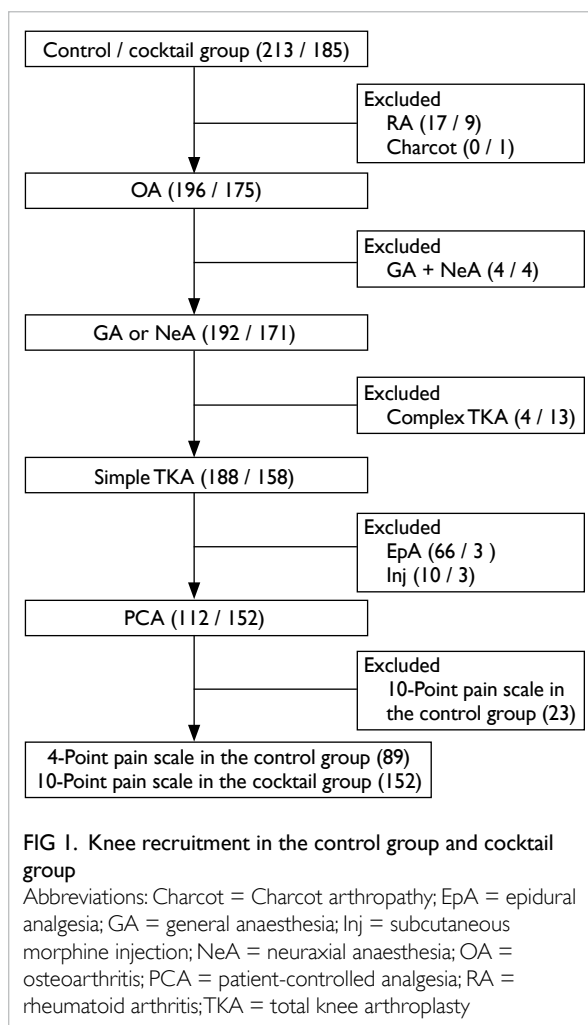 Control / cocktail group (213 / 185)
Excluded
RA (17 / 9)
Charcot (0 / 1)
OA (196 / 175)
Excluded
GA + NeA (4 / 4)
GA or NeA (192 / 171)
Excluded
Complex TKA (4 / 13)
Simple TKA (188 / 158)
Excluded
EpA (66 / 3 )
Inj (10 / 3)
PCA (112 / 152)
Excluded
10-Point pain scale in
the control group (23)
4-Point pain scale in the control group (89)
10-Point pain scale in the cocktail group (152)
FIG 1. Knee recruitment in the control group and cocktail
group
Abbreviations: Charcot = Charcot arthropathy; EpA = epidural
analgesia; GA = general anaesthesia; Inj = subcutaneous
morphine injection; NeA = neuraxial anaesthesia; OA =
osteoarthritis; PCA = patient-controlled analgesia; RA =
rheumatoid arthritis; TKA = total knee arthroplasty